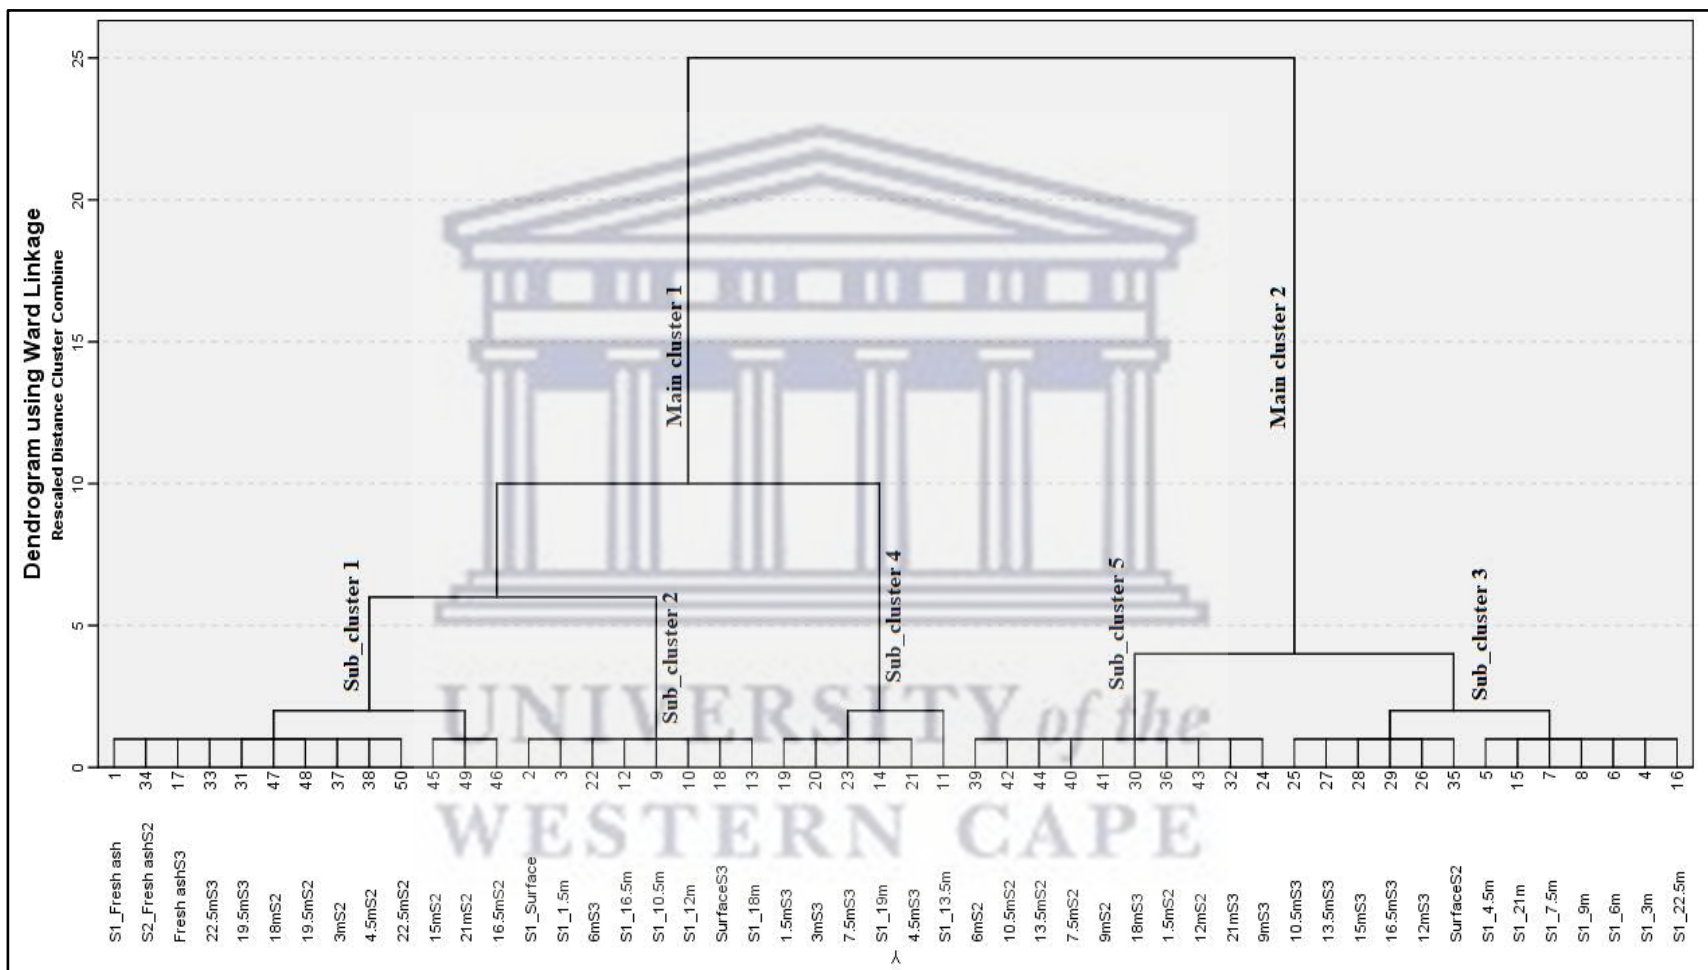 Dendrogram using Ward Linkage
Rescaled Distance Cluster Combine
25
20
15
10
5
0
Main cluster 1
Main cluster 2
Sub_cluster 1
Sub_cluster 2
Sub_cluster 4
Sub_cluster 5
Sub_cluster 3
UNIVERSITY of the
WESTERN CAPE
S1_Fresh ash 1
S2_Fresh ashS2 34
Fresh ashS3 17
22.5mS3 33
19.5mS3 31
18mS2 47
19.5mS2 48
3mS2 37
4.5mS2 38
22.5mS2 50
15mS2 45
21mS2 49
16.5mS2 46
S1_Surface 2
S1_1.5m 3
6mS3 22
S1_16.5m 12
S1_10.5m 9
S1_12m 10
SurfaceS3 18
S1_18m 13
1.5mS3 19
3mS3 20
7.5mS3 23
S1_19m 14
4.5mS3 21
S1_13.5m 11
6mS2 39
10.5mS2 42
13.5mS2 44
7.5mS2 40
9mS2 41
18mS3 30
1.5mS2 36
12mS2 43
21mS3 32
9mS3 24
10.5mS3 25
13.5mS3 27
15mS3 28
16.5mS3 29
12mS3 26
SurfaceS2 35
S1_4.5m 5
S1_21m 15
S1_7.5m 7
S1_9m 8
S1_6m 6
S1_3m 4
S1_22.5m 16
Y